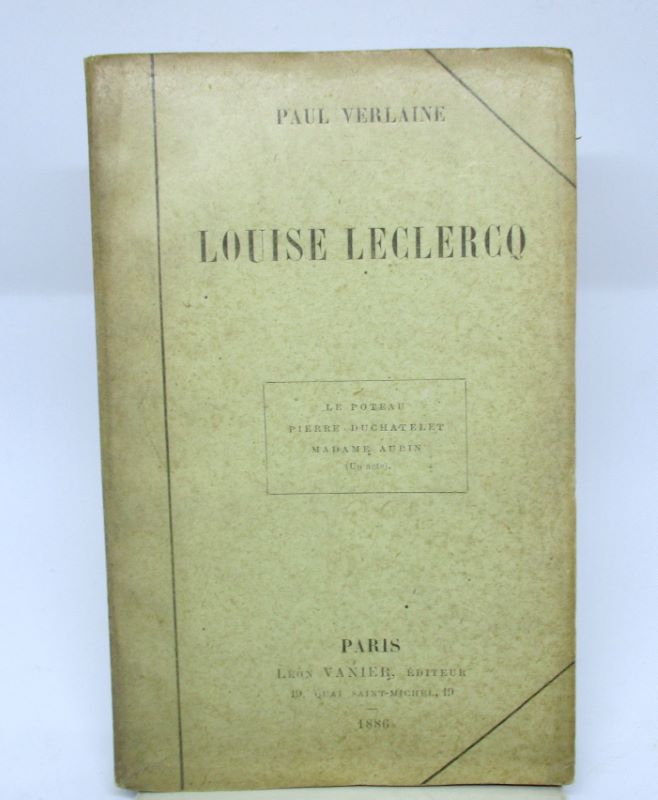 PAUL VERLAINE
LOUISE LECLERCQ
LE POTEAU
PIERRE DUCHATELET
MADAME AUBIN
(Un acte).
PARIS
LÉON VANIER, ÉDITEUR
19, QUAI SAINT-MICHEL, 19
1886